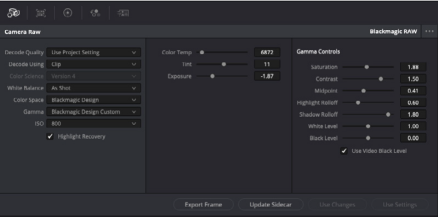 Camera Raw
Blackmagic RAW
Decode Quality Use Project Setting
Decode Using Clip
Color Science Version 4
White Balance As Shot
Color Space Blackmagic Design
Gamma Blackmagic Design Custom
ISO 800
Highlight Recovery
Color Temp 6872
Tint 11
Exposure -1.87
Gamma Controls
Saturation 1.88
Contrast 1.50
Midpoint 0.41
Highlight Rolloff 0.60
Shadow Rolloff 1.80
White Level 1.00
Black Level 0.00
Use Video Black Level
Export Frame
Update Sidecar
Use Changes
Use Settings